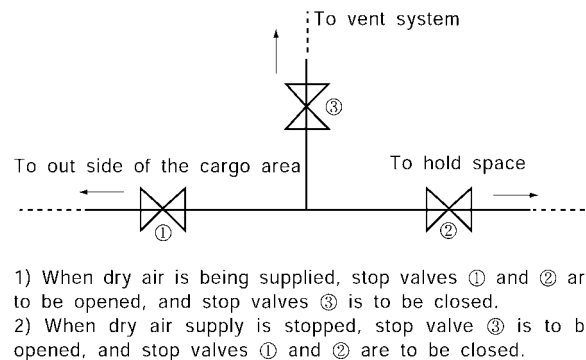 To vent system
③
To out side of the cargo area
To hold space
①
②
1) When dry air is being supplied, stop valves ① and ② ar
to be opened, and stop valves ③ is to be closed.
2) When dry air supply is stopped, stop valve ③ is to b
opened, and stop valves ① and ② are to be closed.